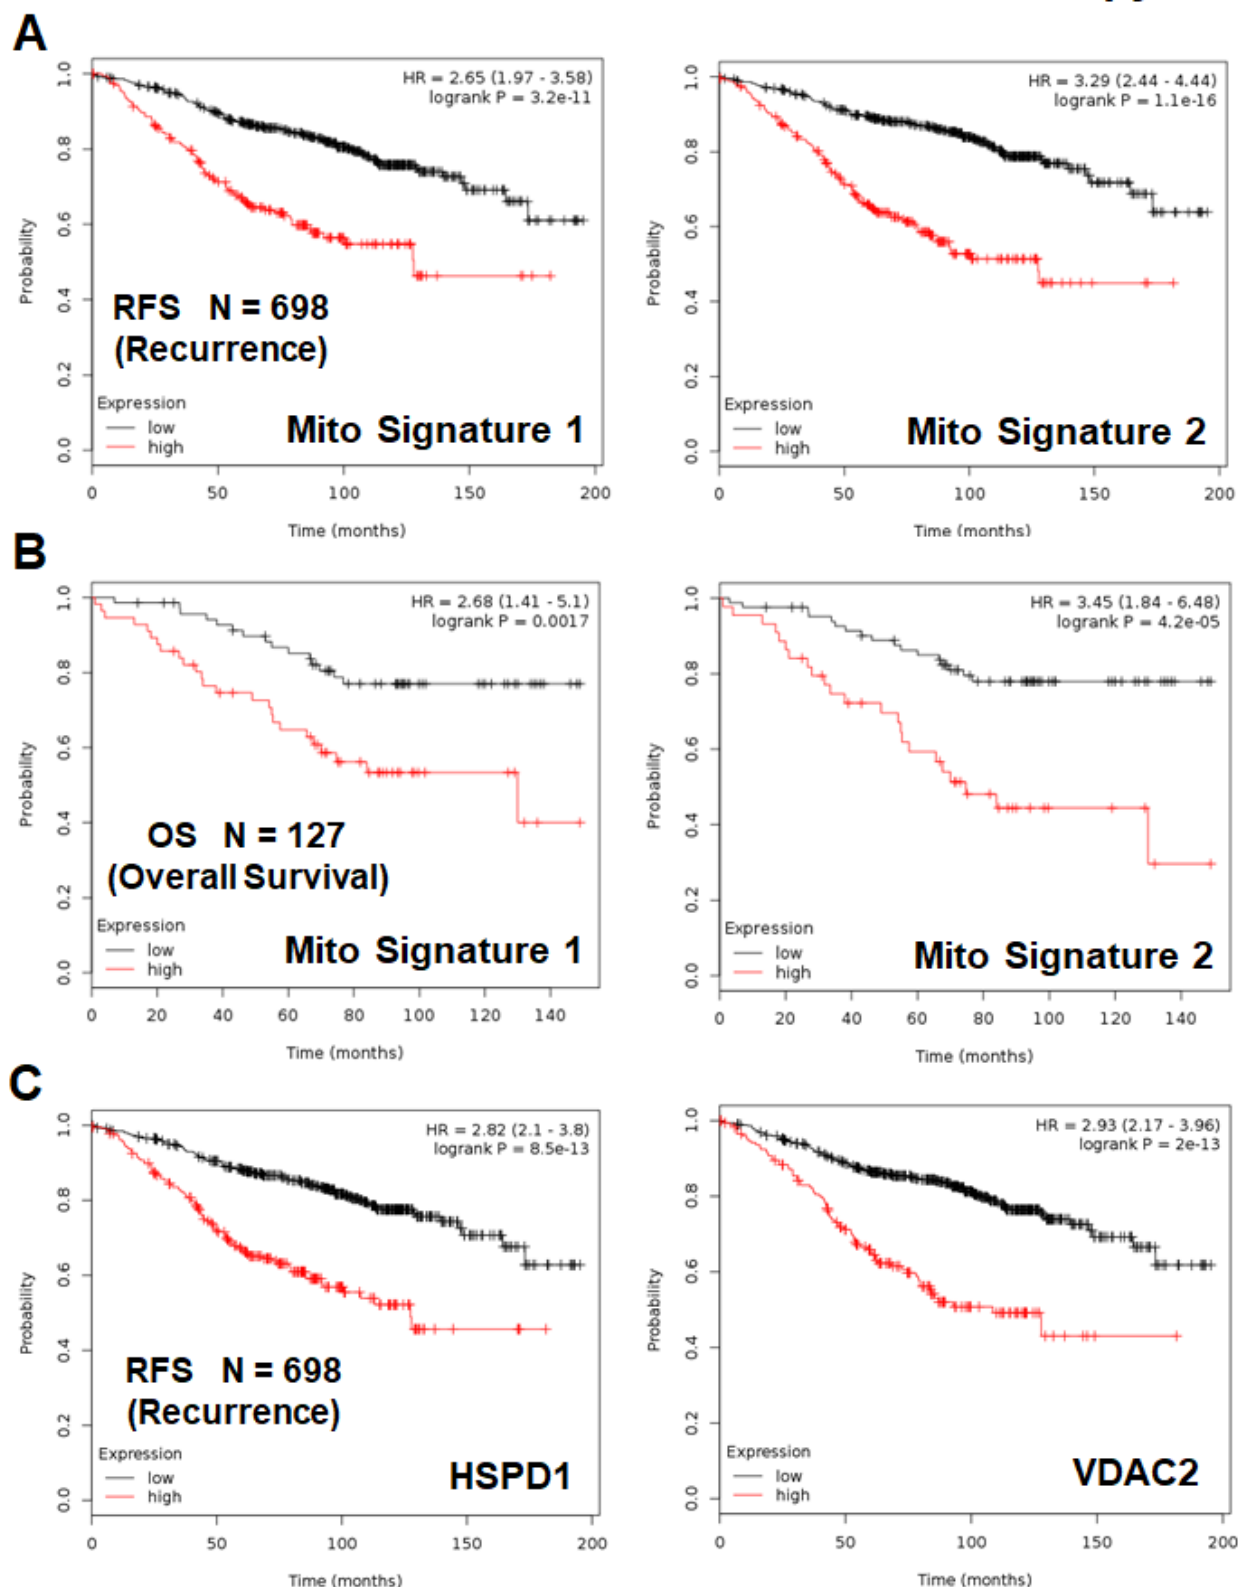 A
HR = 2.65 (1.97 - 3.58)
logrank P = 3.2e-11
Probability
1.0
0.8
0.6
0.4
0.2
0.0
RFS N = 698
(Recurrence)
Expression
low
high
Mito Signature 1
0 50 100 150 200
Time (months)
HR = 3.29 (2.44 - 4.44)
logrank P = 1.1e-16
Probability
1.0
0.8
0.6
0.4
0.2
0.0
Expression
low
high
Mito Signature 2
0 50 100 150 200
Time (months)
B
HR = 2.68 (1.41 - 5.1)
logrank P = 0.0017
Probability
1.0
0.8
0.6
0.4
0.2
0.0
OS N = 127
(Overall Survival)
Expression
low
high
Mito Signature 1
0 20 40 60 80 100 120 140
Time (months)
HR = 3.45 (1.84 - 6.48)
logrank P = 4.2e-05
Probability
1.0
0.8
0.6
0.4
0.2
0.0
Expression
low
high
Mito Signature 2
0 20 40 60 80 100 120 140
Time (months)
C
HR = 2.82 (2.1 - 3.8)
logrank P = 8.5e-13
Probability
1.0
0.8
0.6
0.4
0.2
0.0
RFS N = 698
(Recurrence)
Expression
low
high
HSPD1
0 50 100 150 200
Time (months)
HR = 2.93 (2.17 - 3.96)
logrank P = 2e-13
Probability
1.0
0.8
0.6
0.4
0.2
0.0
Expression
low
high
VDAC2
0 50 100 150 200
Time (months)